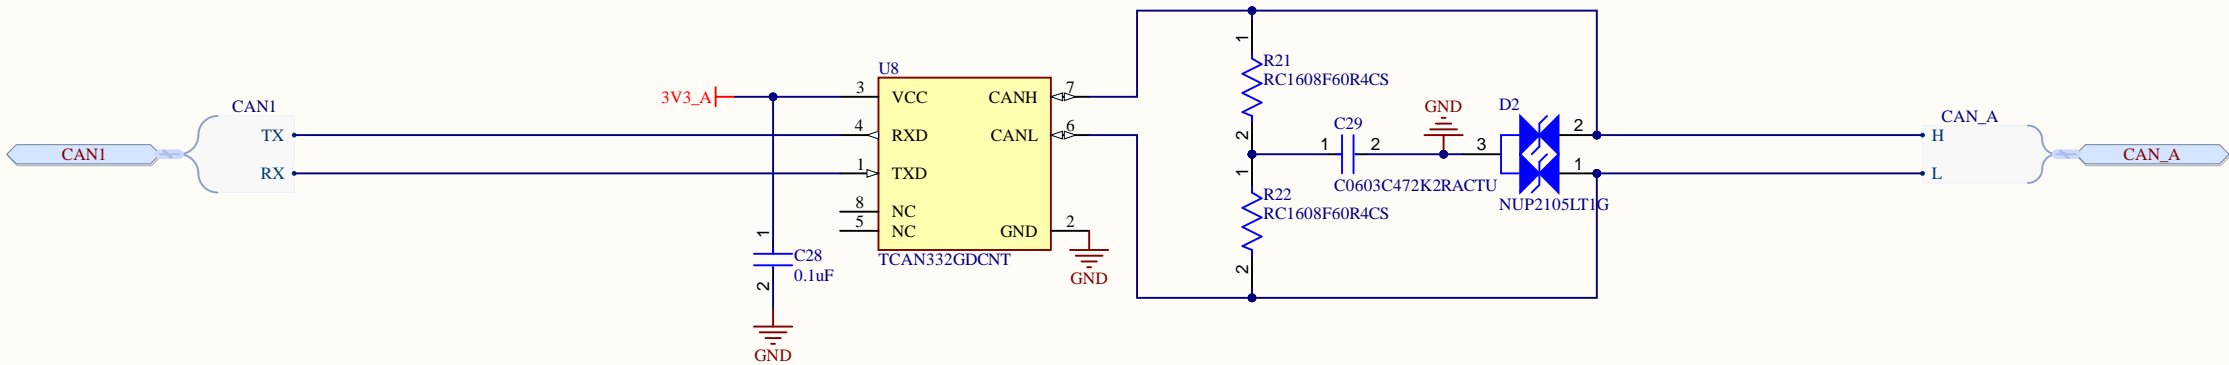 CAN1
CAN1
TX
RX
3V3_A
U8
3
VCC
4
RXD
1
TXD
8
NC
5
NC
CANH
7
CANL
6
GND
2
TCAN332GDCNT
GND
1
C28
0.1uF
2
GND
1
R21
RC1608F60R4CS
2
1
R22
RC1608F60R4CS
2
C29
1
2
C0603C472K2RACTU
GND
D2
3
2
1
NUP2105LT1G
CAN_A
H
L
CAN_A